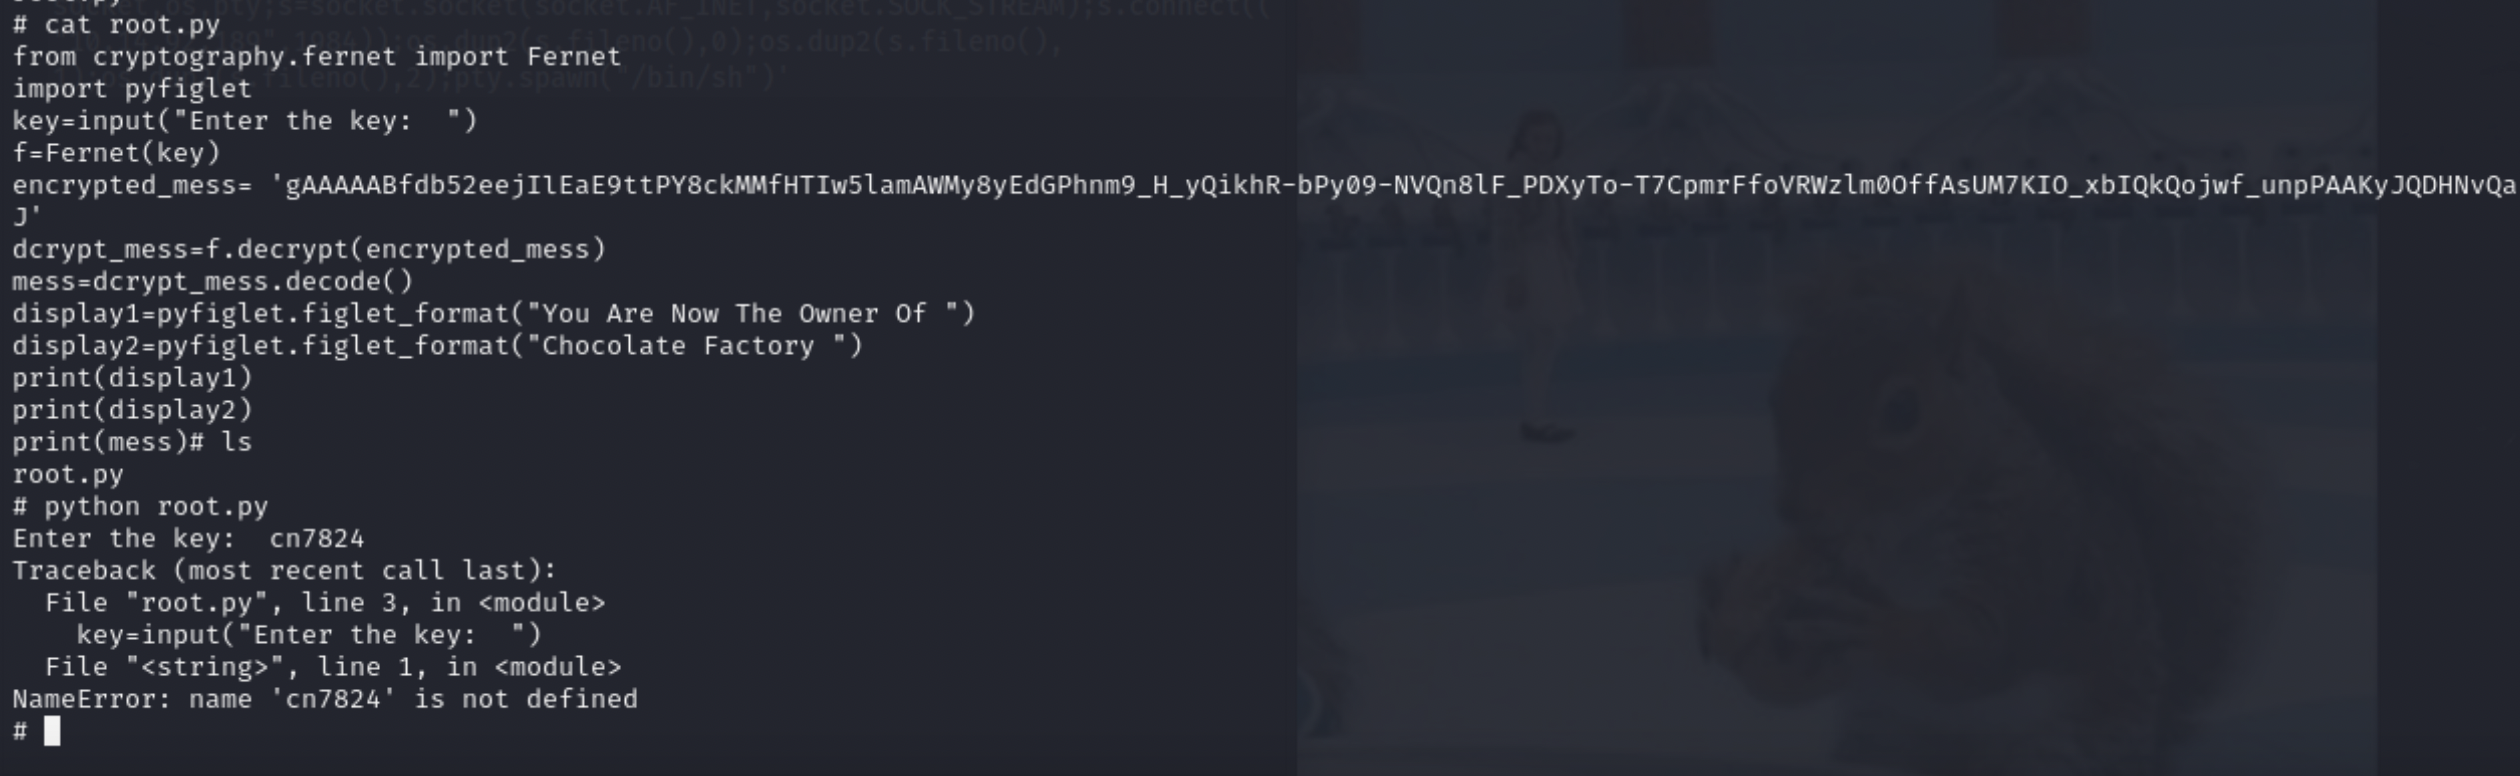 # cat root.py
from cryptography.fernet import Fernet
import pyfiglet
key=input("Enter the key:  ")
f=Fernet(key)
encrypted_mess= 'gAAAAABfdb52eejIlEaE9ttPY8ckMMfHTIw5lamAWMy8yEdGPhnm9_H_yQikhR-bPy09-NVQn8lF_PDXyTo-T7CpmrFfoVRWzlm0OffAsUM7KIO_xbIQkQojwf_unpPAAKyJQDHNvQa
J'
dcrypt_mess=f.decrypt(encrypted_mess)
mess=dcrypt_mess.decode()
display1=pyfiglet.figlet_format("You Are Now The Owner Of ")
display2=pyfiglet.figlet_format("Chocolate Factory ")
print(display1)
print(display2)
print(mess)# ls
root.py
# python root.py
Enter the key:  cn7824
Traceback (most recent call last):
  File "root.py", line 3, in <module>
    key=input("Enter the key:  ")
  File "<string>", line 1, in <module>
NameError: name 'cn7824' is not defined
#